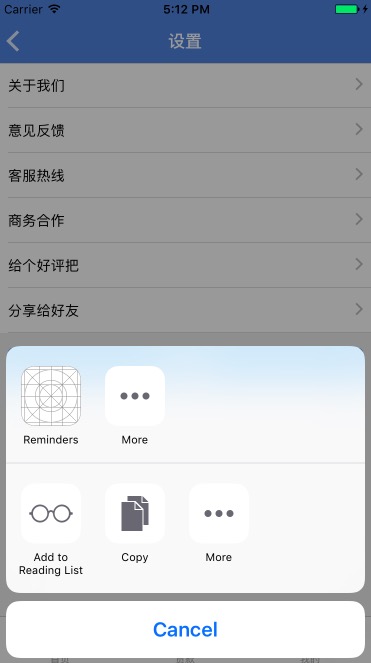 Carrier
5:12 PM
设置
关于我们
意见反馈
客服热线
商务合作
给个好评把
分享给好友
Reminders
More
Add to
Reading List
Copy
More
Cancel